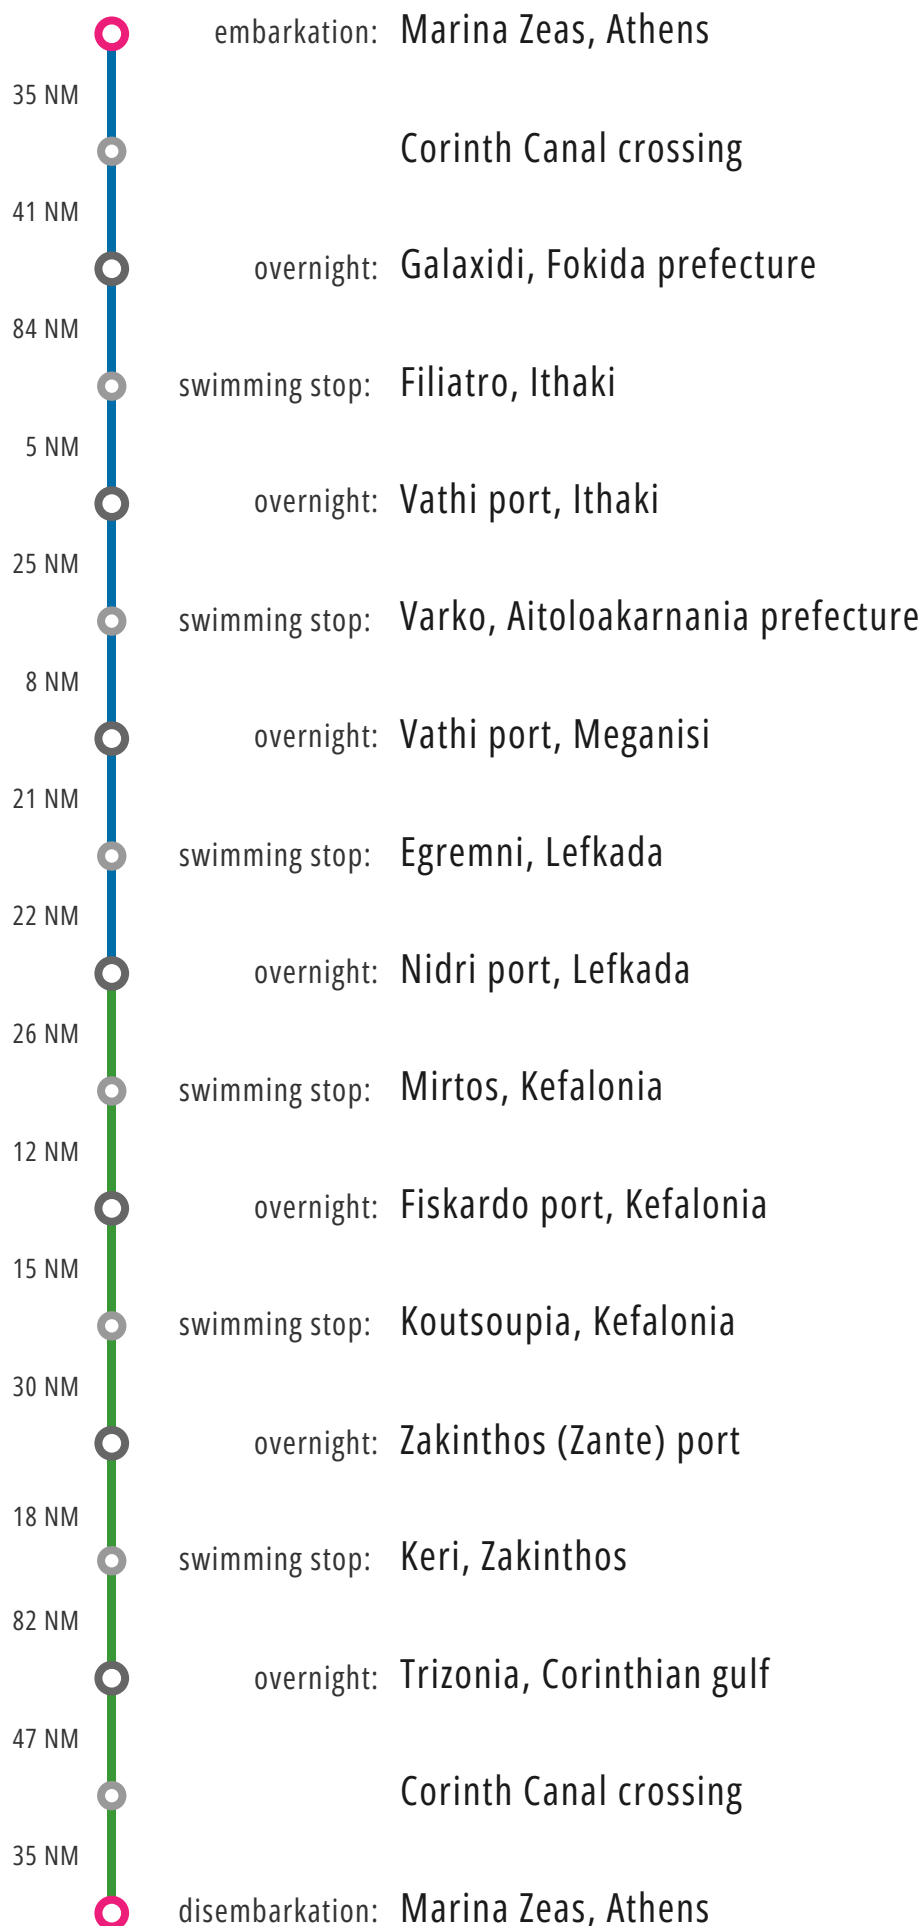 embarkation: Marina Zeas, Athens
35 NM
Corinth Canal crossing
41 NM
overnight: Galaxidi, Fokida prefecture
84 NM
swimming stop: Filiatro, Ithaki
5 NM
overnight: Vathi port, Ithaki
25 NM
swimming stop: Varko, Aitoloakarnania prefecture
8 NM
overnight: Vathi port, Meganisi
21 NM
swimming stop: Egremni, Lefkada
22 NM
overnight: Nidri port, Lefkada
26 NM
swimming stop: Mirtos, Kefalonia
12 NM
overnight: Fiskardo port, Kefalonia
15 NM
swimming stop: Koutsoupia, Kefalonia
30 NM
overnight: Zakinthos (Zante) port
18 NM
swimming stop: Keri, Zakinthos
82 NM
overnight: Trizonia, Corinthian gulf
47 NM
Corinth Canal crossing
35 NM
disembarkation: Marina Zeas, Athens